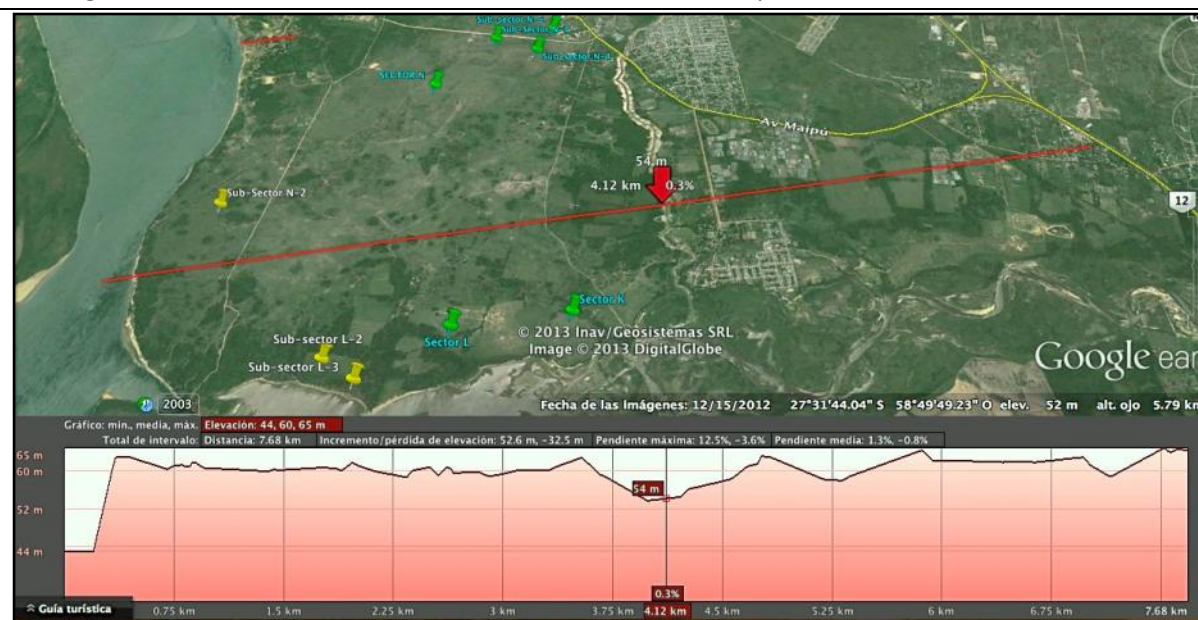 Sub-sector N-
Sub-sector N-
Sub-sector N-4
SECTOR N
Av Maipú
54 m
4.12 km
0.3%
Sub-Sector N-2
12
Sector K
Sector L
Sub-sector L-2
Sub-sector L-3
© 2013 Inav/Geosistemas SRL
Image © 2013 DigitalGlobe
Google ear
2003
Fecha de las Imágenes: 12/15/2012 27°31'44.04" S 58°49'49.23" O elev. 52 m alt. ojo 5.79 km
Gráfico: min., media, máx. Elevación: 44, 60, 65 m
Total de intervalo: Distancia: 7.68 km Incremento/pérdida de elevación: 52.6 m, -32.5 m Pendiente máxima: 12.5%, -3.6% Pendiente media: 1.3%, -0.8%
65 m
60 m
52 m
44 m
54 m
0.3%
Guía turística 0.75 km 1.5 km 2.25 km 3 km 3.75 km 4.12 km 4.5 km 5.25 km 6 km 6.75 km 7.68 km